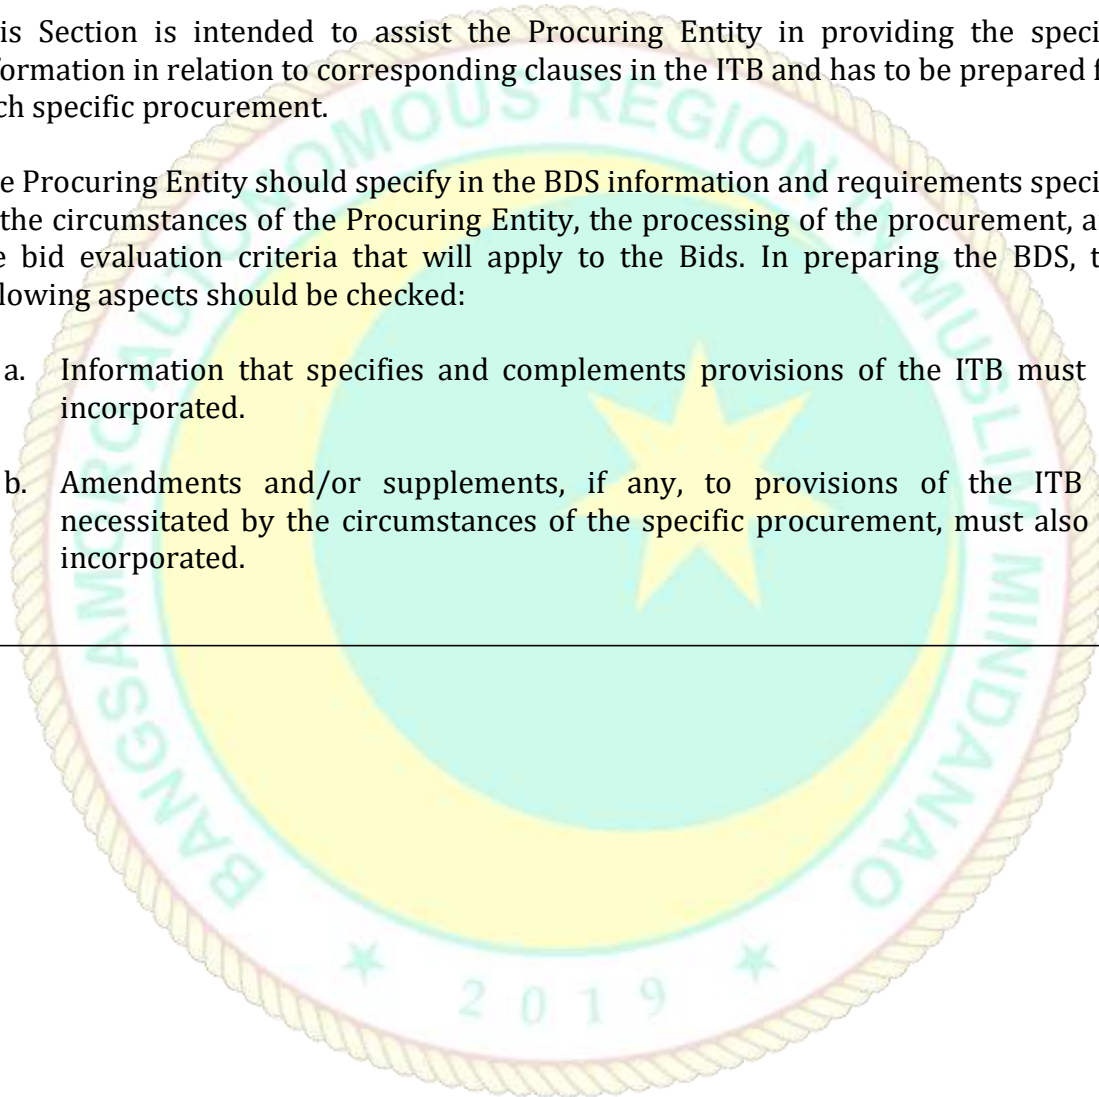 is Section is intended to assist the Procuring Entity in providing the speci
formation in relation to corresponding clauses in the ITB and has to be prepared f
ch specific procurement.
e Procuring Entity should specify in the BDS information and requirements speci
the circumstances of the Procuring Entity, the processing of the procurement, a
e bid evaluation criteria that will apply to the Bids. In preparing the BDS, t
llowing aspects should be checked:
a. Information that specifies and complements provisions of the ITB must
incorporated.
b. Amendments and/or supplements, if any, to provisions of the ITB
necessitated by the circumstances of the specific procurement, must also
incorporated.
BANGSAMORO AUTONOMOUS REGION IN MUSLIM MINDANAO
2019